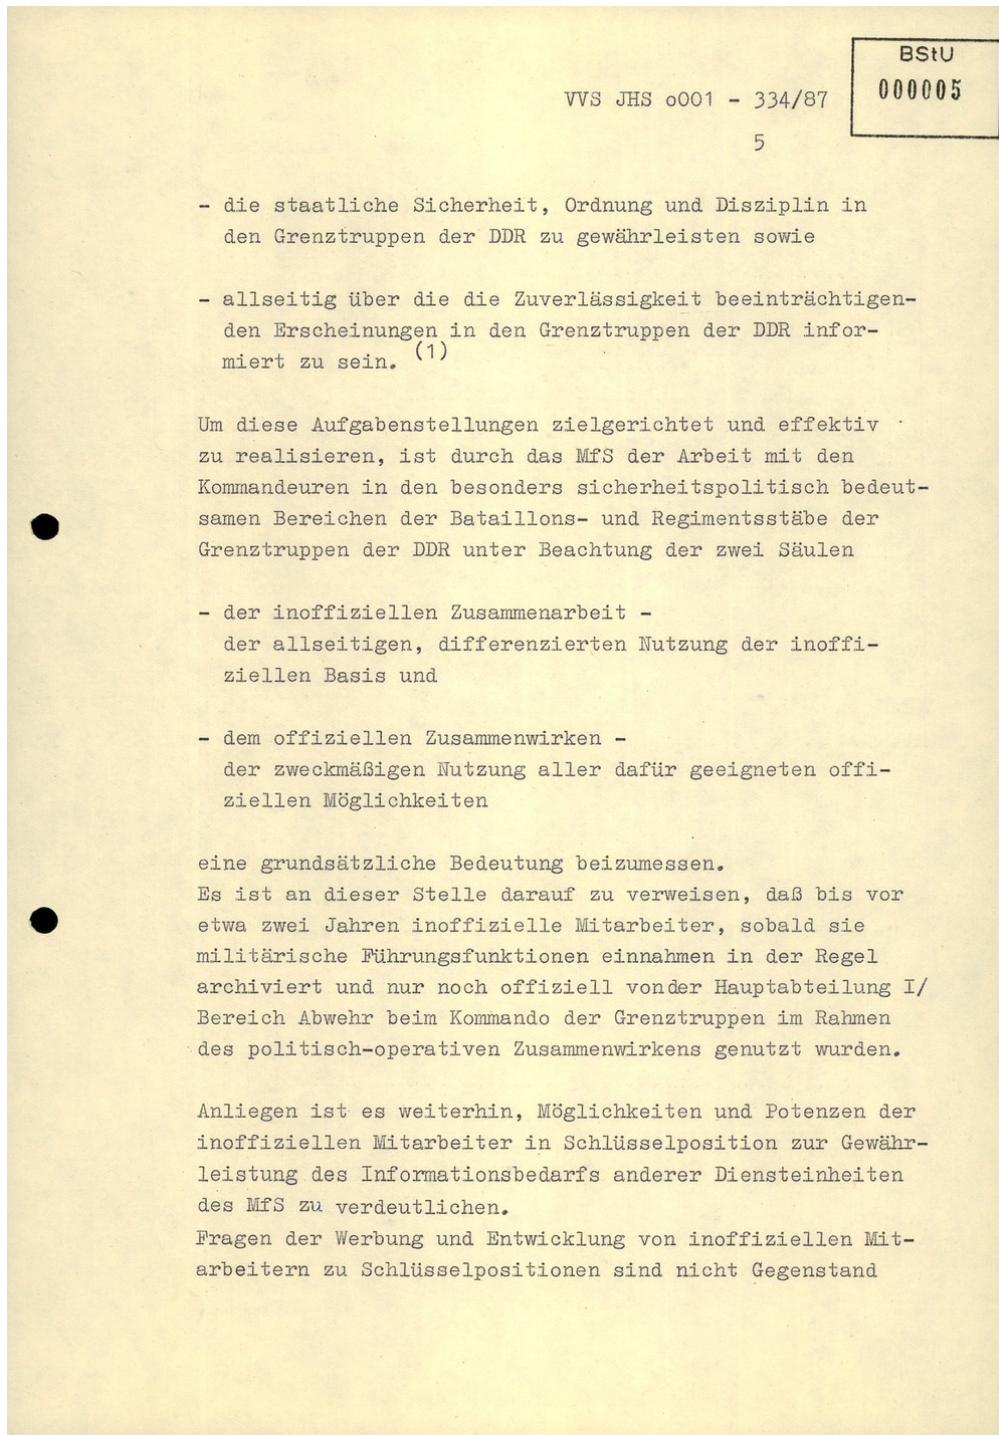 BStU
000005
VVS JHS o001 - 334/87
5
- die staatliche Sicherheit, Ordnung und Disziplin in
den Grenztruppen der DDR zu gewährleisten sowie
- allseitig über die die Zuverlässigkeit beeinträchtigen-
den Erscheinungen in den Grenztruppen der DDR infor-
miert zu sein. (1)
Um diese Aufgabenstellungen zielgerichtet und effektiv
zu realisieren, ist durch das MfS der Arbeit mit den
Kommandeuren in den besonders sicherheitspolitisch bedeut-
samen Bereichen der Bataillons- und Regimentsstäbe der
Grenztruppen der DDR unter Beachtung der zwei Säulen
- der inoffiziellen Zusammenarbeit -
der allseitigen, differenzierten Nutzung der inoffi-
ziellen Basis und
- dem offiziellen Zusammenwirken -
der zweckmäßigen Nutzung aller dafür geeigneten offi-
ziellen Möglichkeiten
eine grundsätzliche Bedeutung beizumessen.
Es ist an dieser Stelle darauf zu verweisen, daß bis vor
etwa zwei Jahren inoffizielle Mitarbeiter, sobald sie
militärische Führungsfunktionen einnahmen in der Regel
archiviert und nur noch offiziell vonder Hauptabteilung I/
Bereich Abwehr beim Kommando der Grenztruppen im Rahmen
des politisch-operativen Zusammenwirkens genutzt wurden.
Anliegen ist es weiterhin, Möglichkeiten und Potenzen der
inoffiziellen Mitarbeiter in Schlüsselposition zur Gewähr-
leistung des Informationsbedarfs anderer Diensteinheiten
des MfS zu verdeutlichen.
Fragen der Werbung und Entwicklung von inoffiziellen Mit-
arbeitern zu Schlüsselpositionen sind nicht Gegenstand